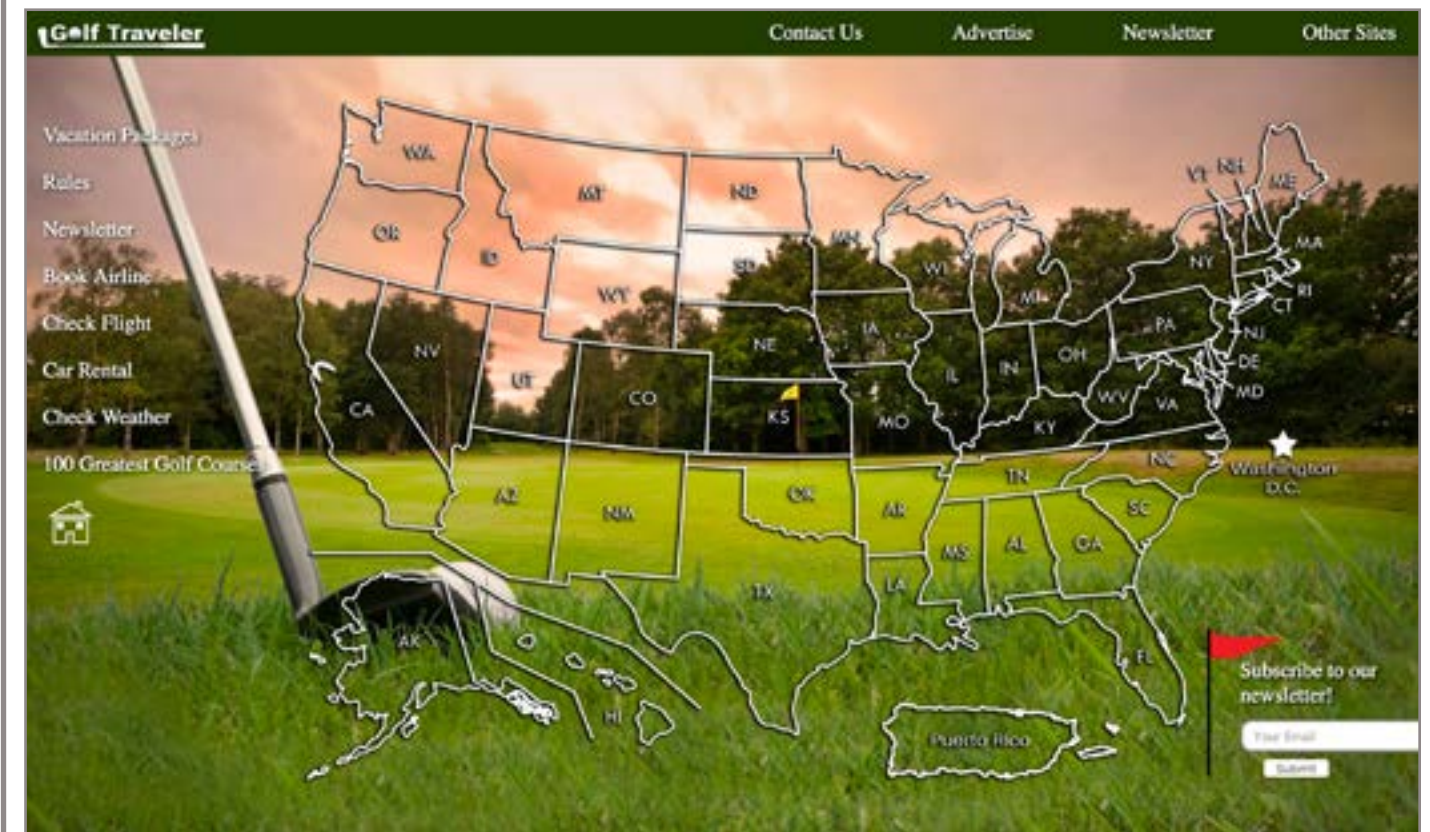 Golf Traveler
Contact Us
Advertise
Newsletter
Other Sites
Vacation Packages
Rules
Newsletter
Book Airline
Check Flight
Car Rental
Check Weather
100 Greatest Golf Course
WA
MT
ND
MN
VT
NH
ME
OR
ID
SD
WI
MI
NY
MA
WY
RI
CT
NV
UT
NE
IA
PA
NJ
CO
IL
IN
OH
DE
MD
CA
KS
MO
WV
VA
KY
NC
Washington
D.C.
AZ
NM
OK
AR
TN
SC
MS
AL
GA
TX
LA
AK
FL
HI
Puerto Rico
Subscribe to our
newsletter!
Your Email
Submit